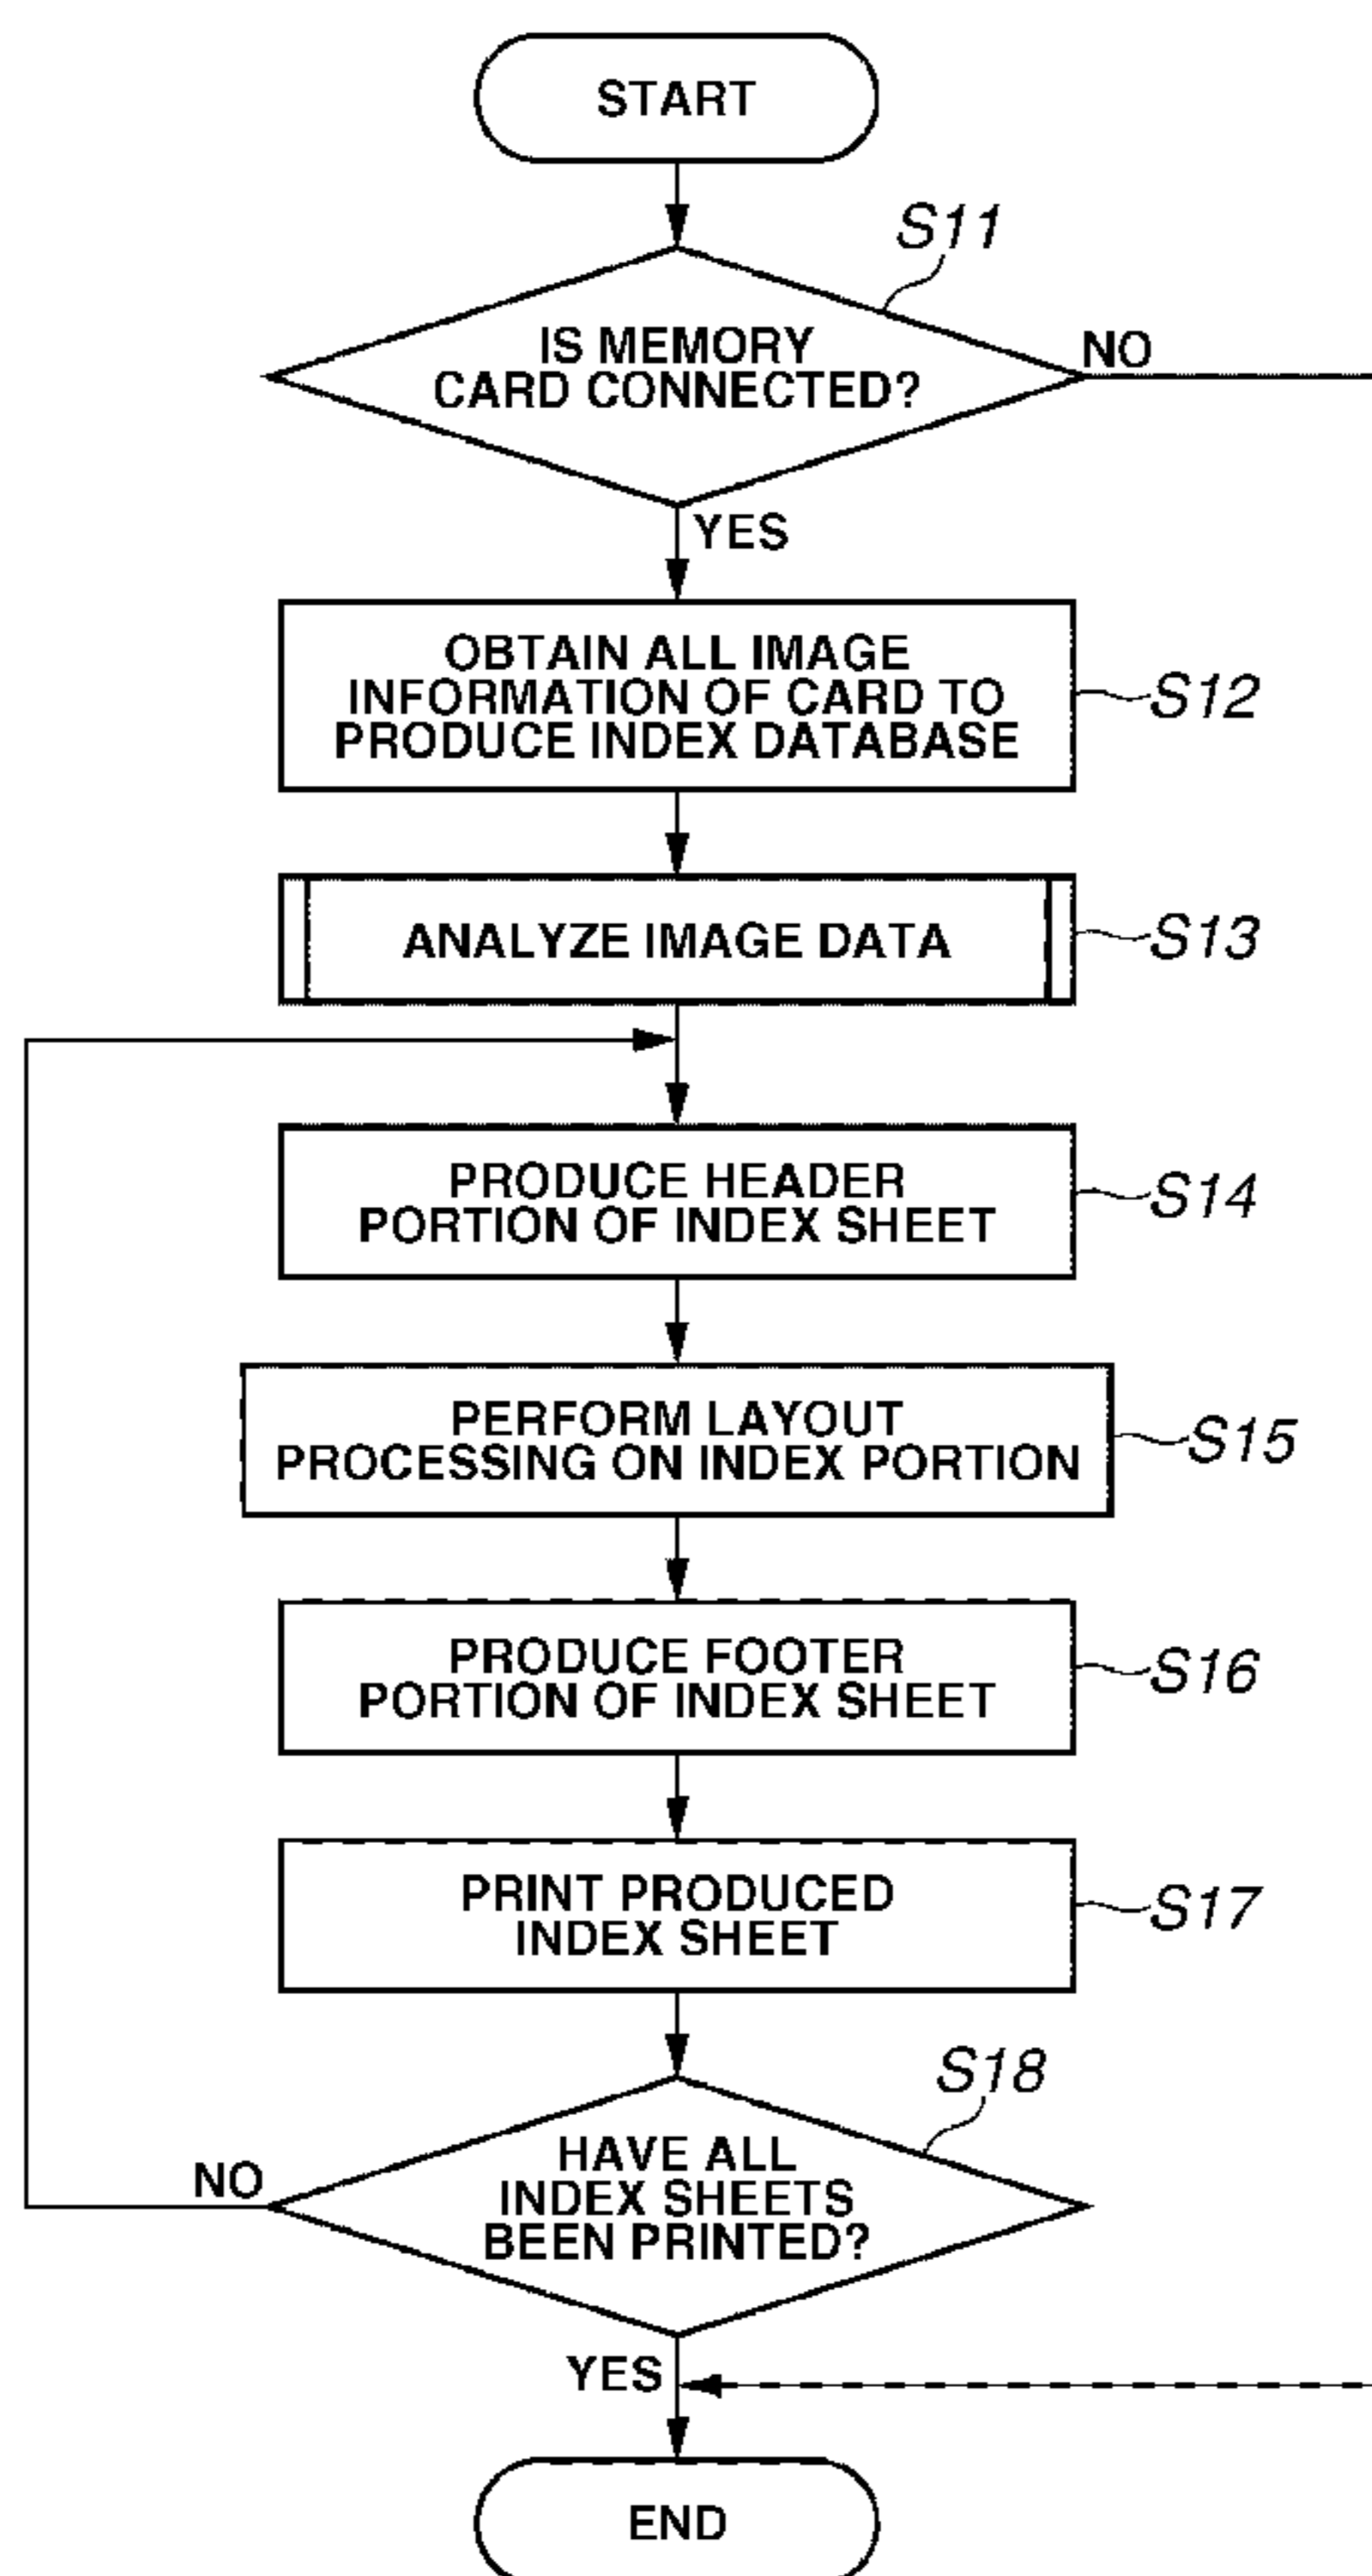 START
S11
IS MEMORY
CARD CONNECTED?
NO
YES
OBTAIN ALL IMAGE
INFORMATION OF CARD TO
PRODUCE INDEX DATABASE
S12
ANALYZE IMAGE DATA
S13
PRODUCE HEADER
PORTION OF INDEX SHEET
S14
PERFORM LAYOUT
PROCESSING ON INDEX PORTION
S15
PRODUCE FOOTER
PORTION OF INDEX SHEET
S16
PRINT PRODUCED
INDEX SHEET
S17
S18
HAVE ALL
INDEX SHEETS
BEEN PRINTED?
NO
YES
END